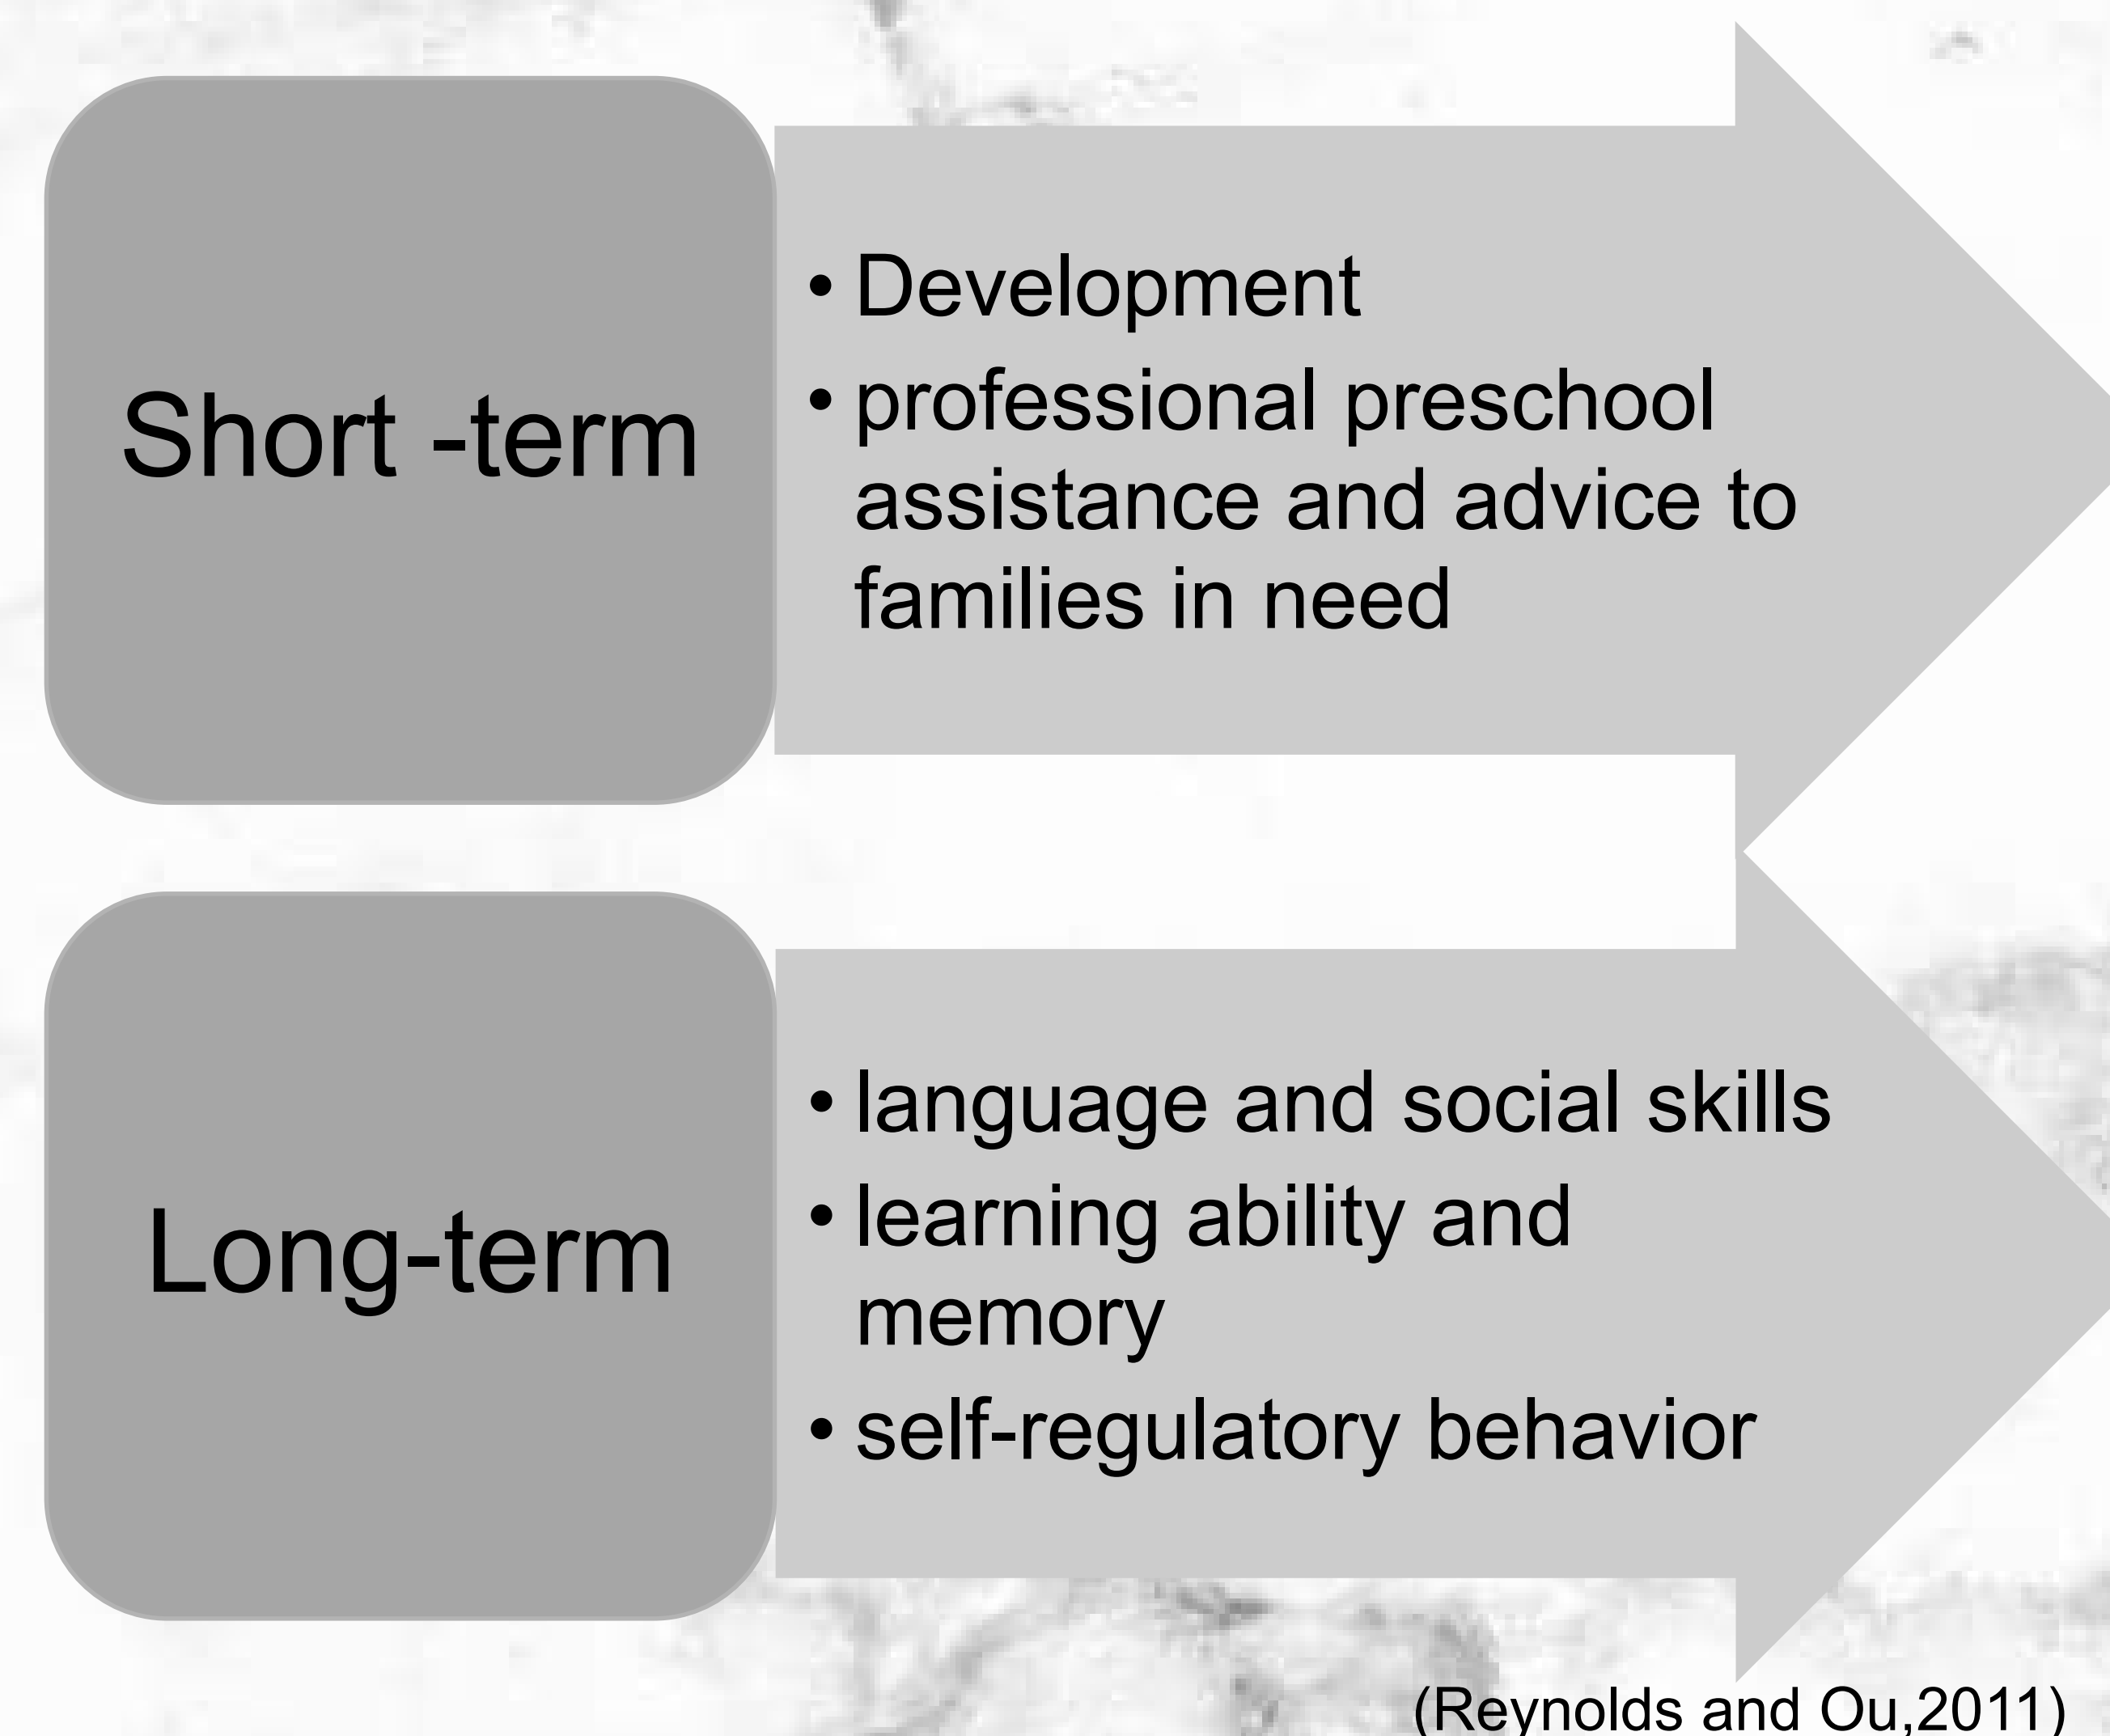 Short -term
• Development
• professional preschool
assistance and advice to
families in need
Long-term
• language and social skills
• learning ability and
memory
• self-regulatory behavior
(Reynolds and Ou,2011)